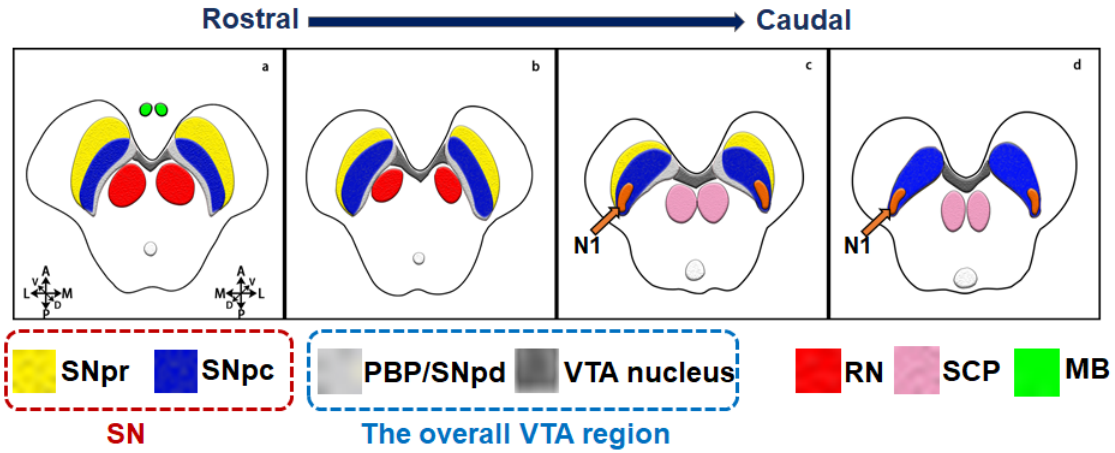 Rostral Caudal
a b c d
N1 N1
A A
V V
L M M L
D D
P P
SNpr SNpc PBP/SNpd VTA nucleus RN SCP MB
SN The overall VTA region